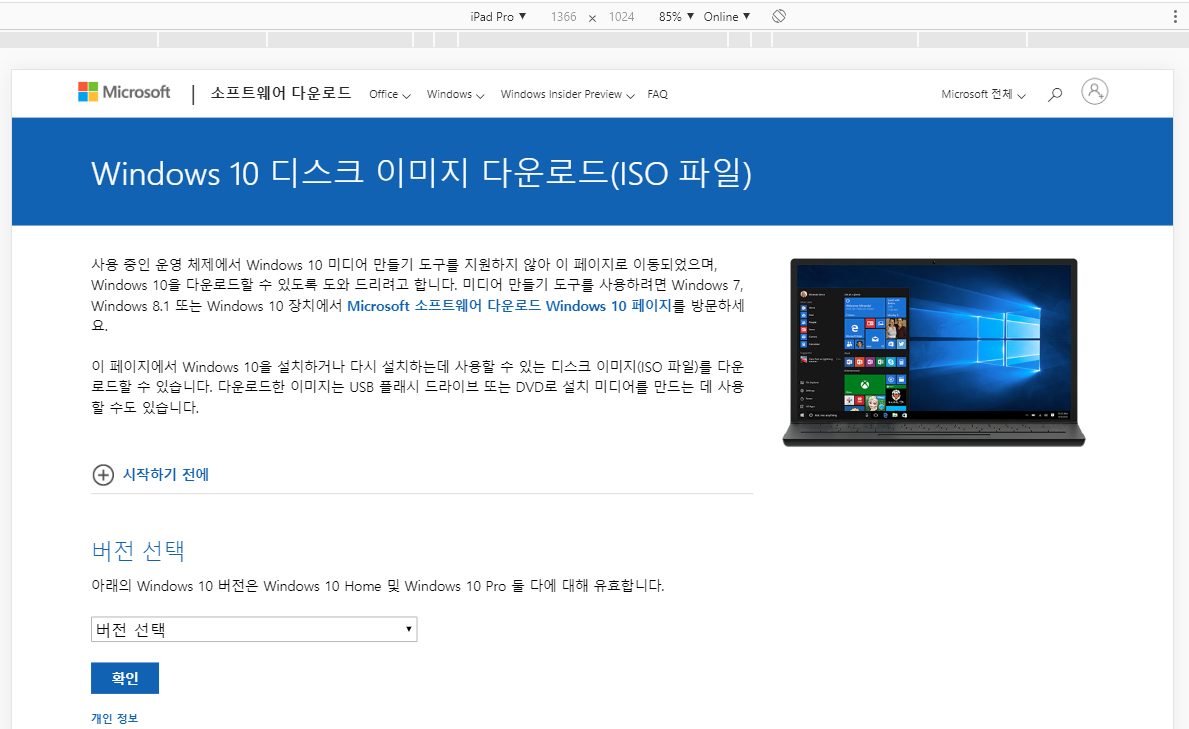 iPad Pro ▼ 1366 × 1024 85% ▼ Online ▼
Microsoft | 소프트웨어 다운로드 Office Windows Windows Insider Preview FAQ Microsoft 전체
Windows 10 디스크 이미지 다운로드(ISO 파일)
사용 중인 운영 체제에서 Windows 10 미디어 만들기 도구를 지원하지 않아 이 페이지로 이동되었으며,
Windows 10을 다운로드할 수 있도록 도와 드리려고 합니다. 미디어 만들기 도구를 사용하려면 Windows 7,
Windows 8.1 또는 Windows 10 장치에서 Microsoft 소프트웨어 다운로드 Windows 10 페이지를 방문하세
요.
이 페이지에서 Windows 10을 설치하거나 다시 설치하는데 사용할 수 있는 디스크 이미지(ISO 파일)를 다운
로드할 수 있습니다. 다운로드한 이미지는 USB 플래시 드라이브 또는 DVD로 설치 미디어를 만드는 데 사용
할 수도 있습니다.
시작하기 전에
버전 선택
아래의 Windows 10 버전은 Windows 10 Home 및 Windows 10 Pro 둘 다에 대해 유효합니다.
버전 선택
확인
개인 정보